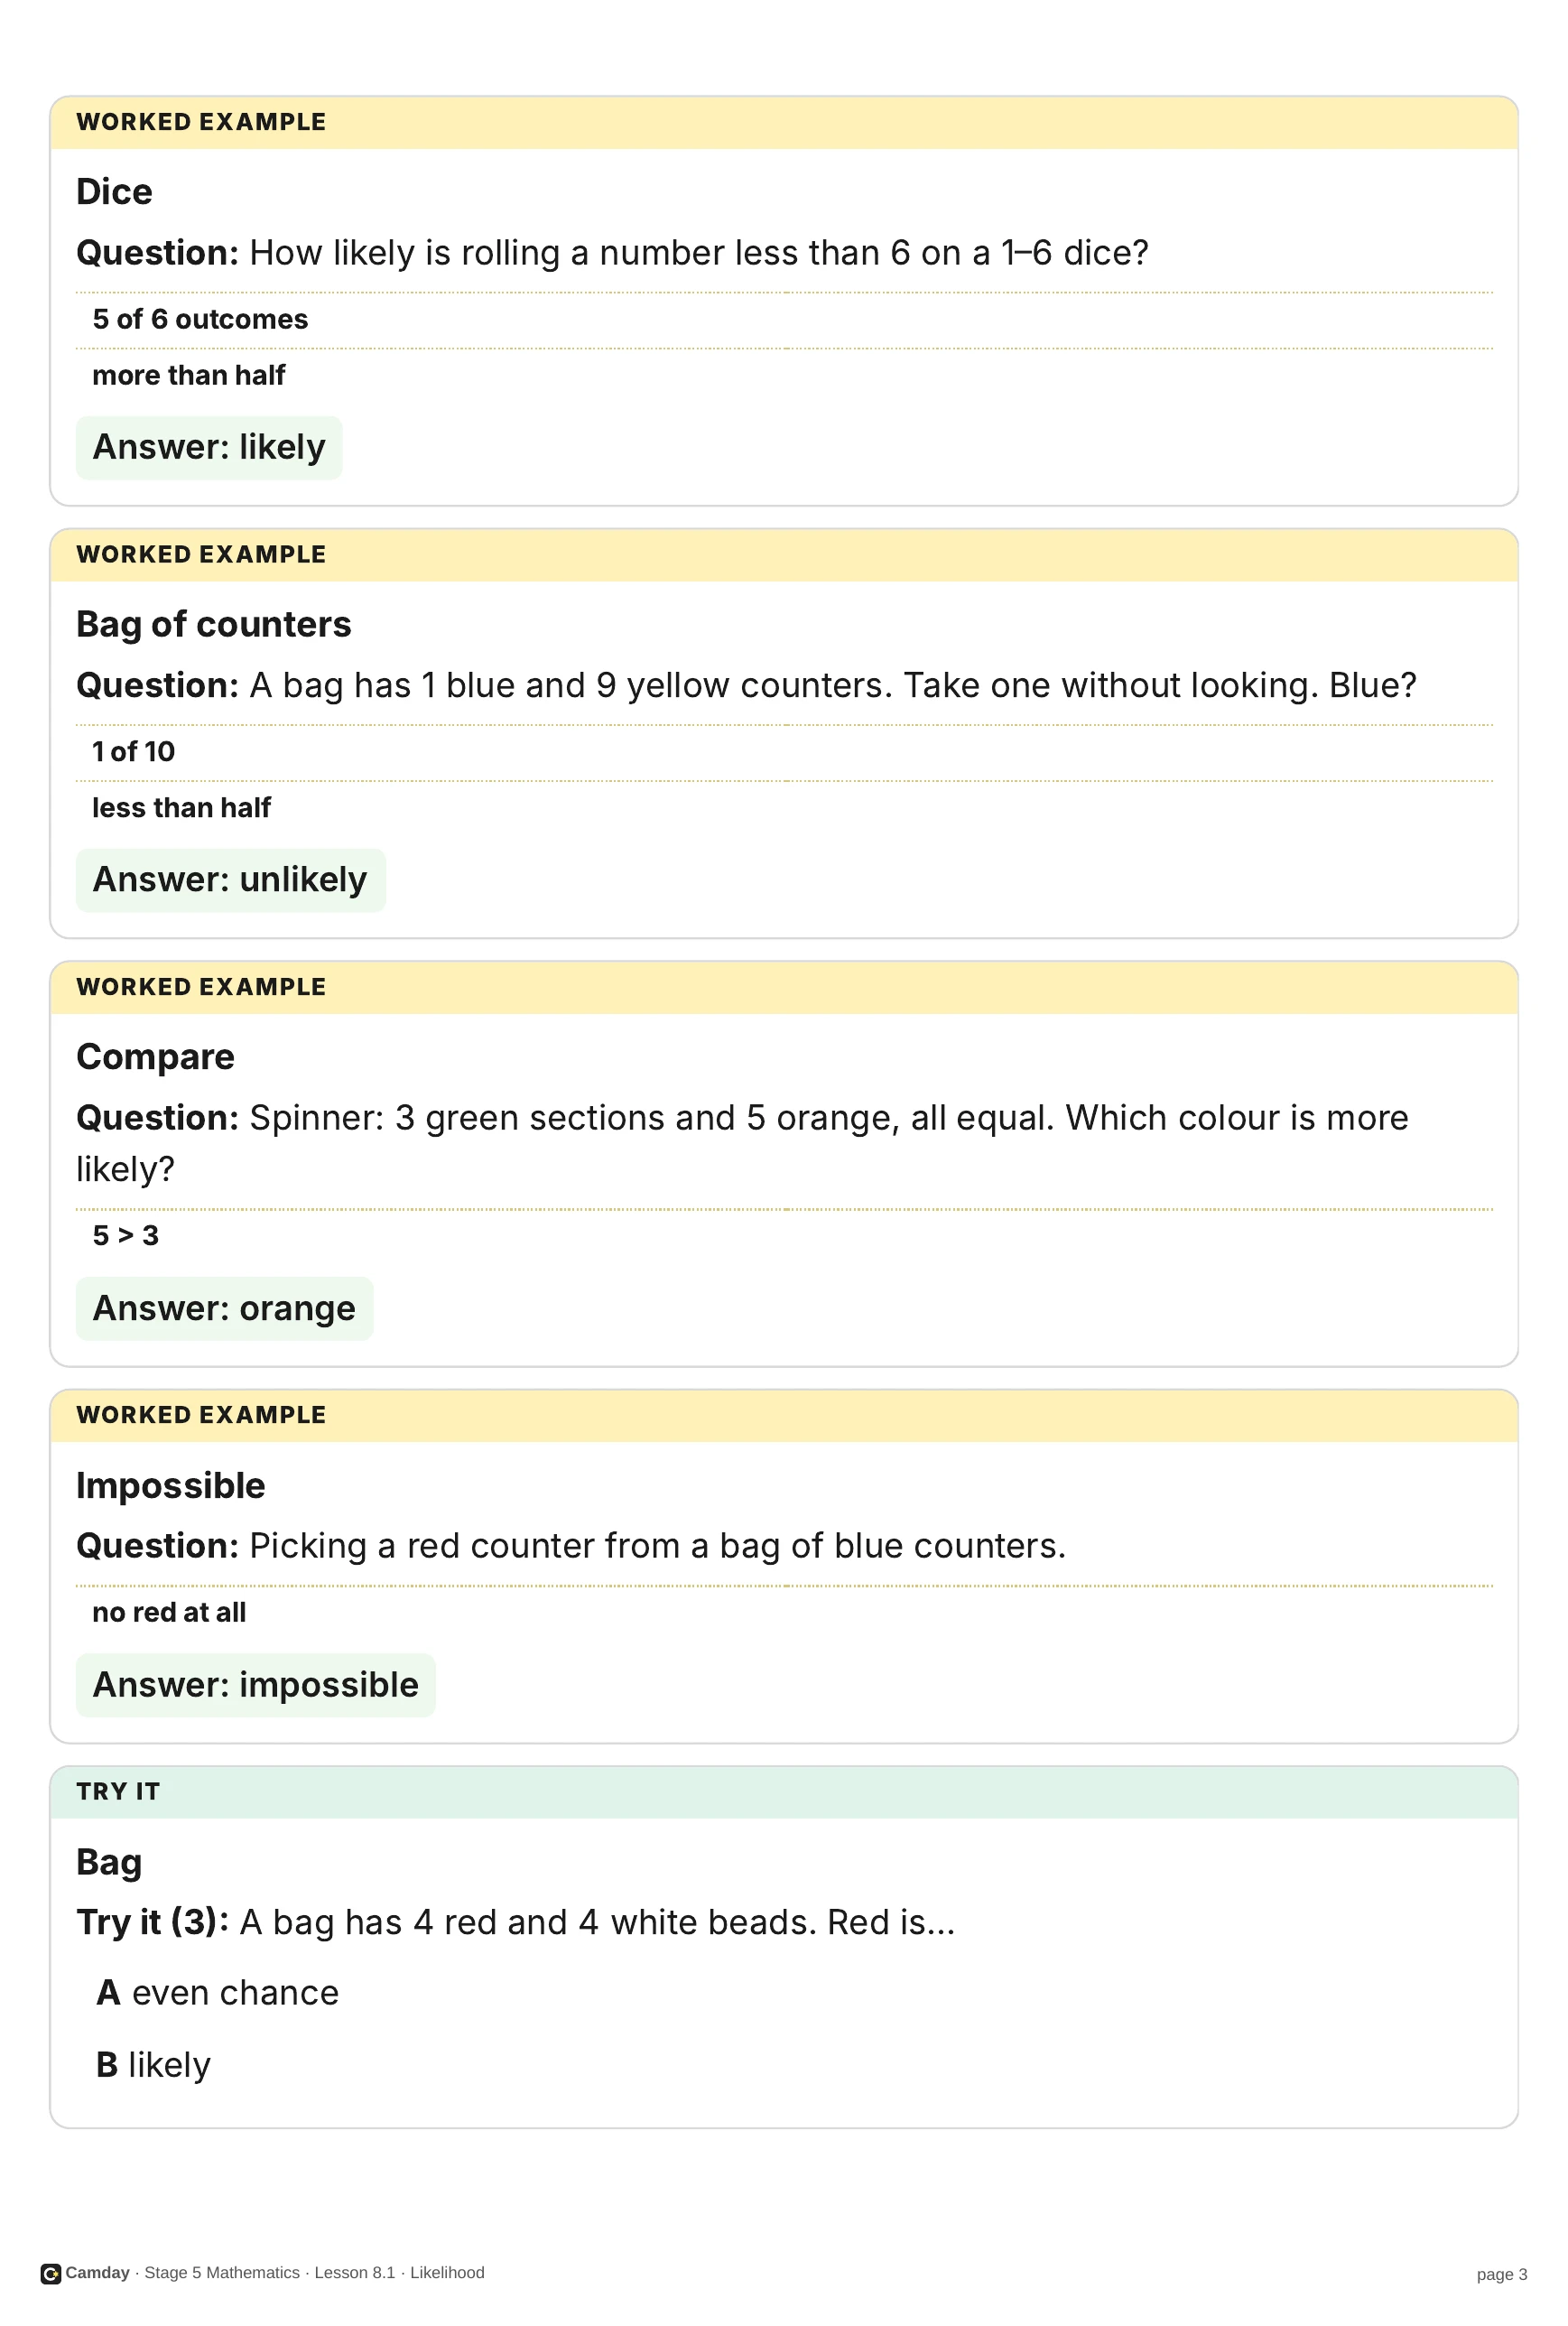 WORKED EXAMPLE
Dice
Question: How likely is rolling a number less than 6 on a 1–6 dice?
5 of 6 outcomes
more than half
Answer: likely
WORKED EXAMPLE
Bag of counters
Question: A bag has 1 blue and 9 yellow counters. Take one without looking. Blue?
1 of 10
less than half
Answer: unlikely
WORKED EXAMPLE
Compare
Question: Spinner: 3 green sections and 5 orange, all equal. Which colour is more
likely?
5 > 3
Answer: orange
WORKED EXAMPLE
Impossible
Question: Picking a red counter from a bag of blue counters.
no red at all
Answer: impossible
TRY IT
Bag
Try it (3): A bag has 4 red and 4 white beads. Red is...
A even chance
B likely
Camday · Stage 5 Mathematics · Lesson 8.1 · Likelihood
page 3